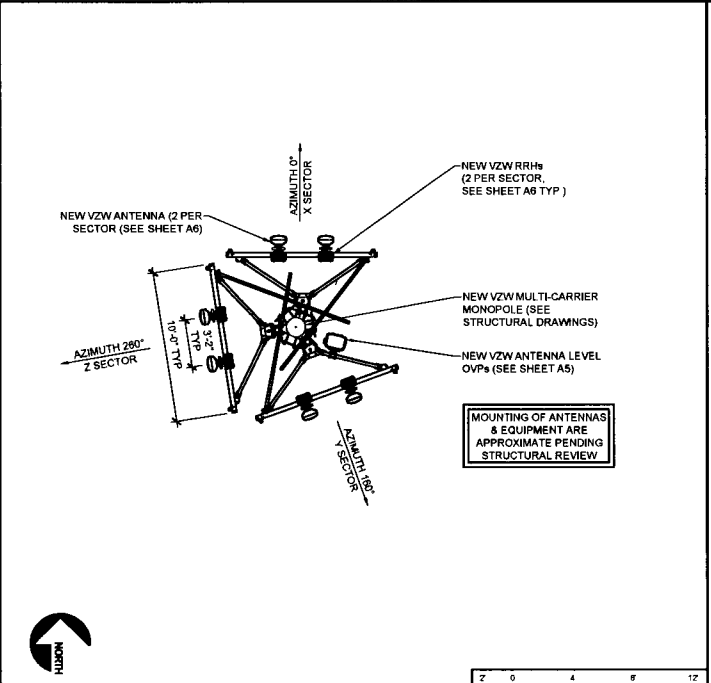 AZIMUTH 0°
X SECTOR
NEW VZW RRHs
(2 PER SECTOR,
SEE SHEET A6 TYP )
NEW VZW ANTENNA (2 PER
SECTOR (SEE SHEET A6)
NEW VZW MULTI-CARRIER
MONOPOLE (SEE
STRUCTURAL DRAWINGS)
10'-0" TYP
3'-2"
TYP
AZIMUTH 260°
Z SECTOR
NEW VZW ANTENNA LEVEL
OVPs (SEE SHEET A5)
MOUNTING OF ANTENNAS
& EQUIPMENT ARE
APPROXIMATE PENDING
STRUCTURAL REVIEW
AZIMUTH 160°
Y SECTOR
NORTH
2' 0 4 8' 12'